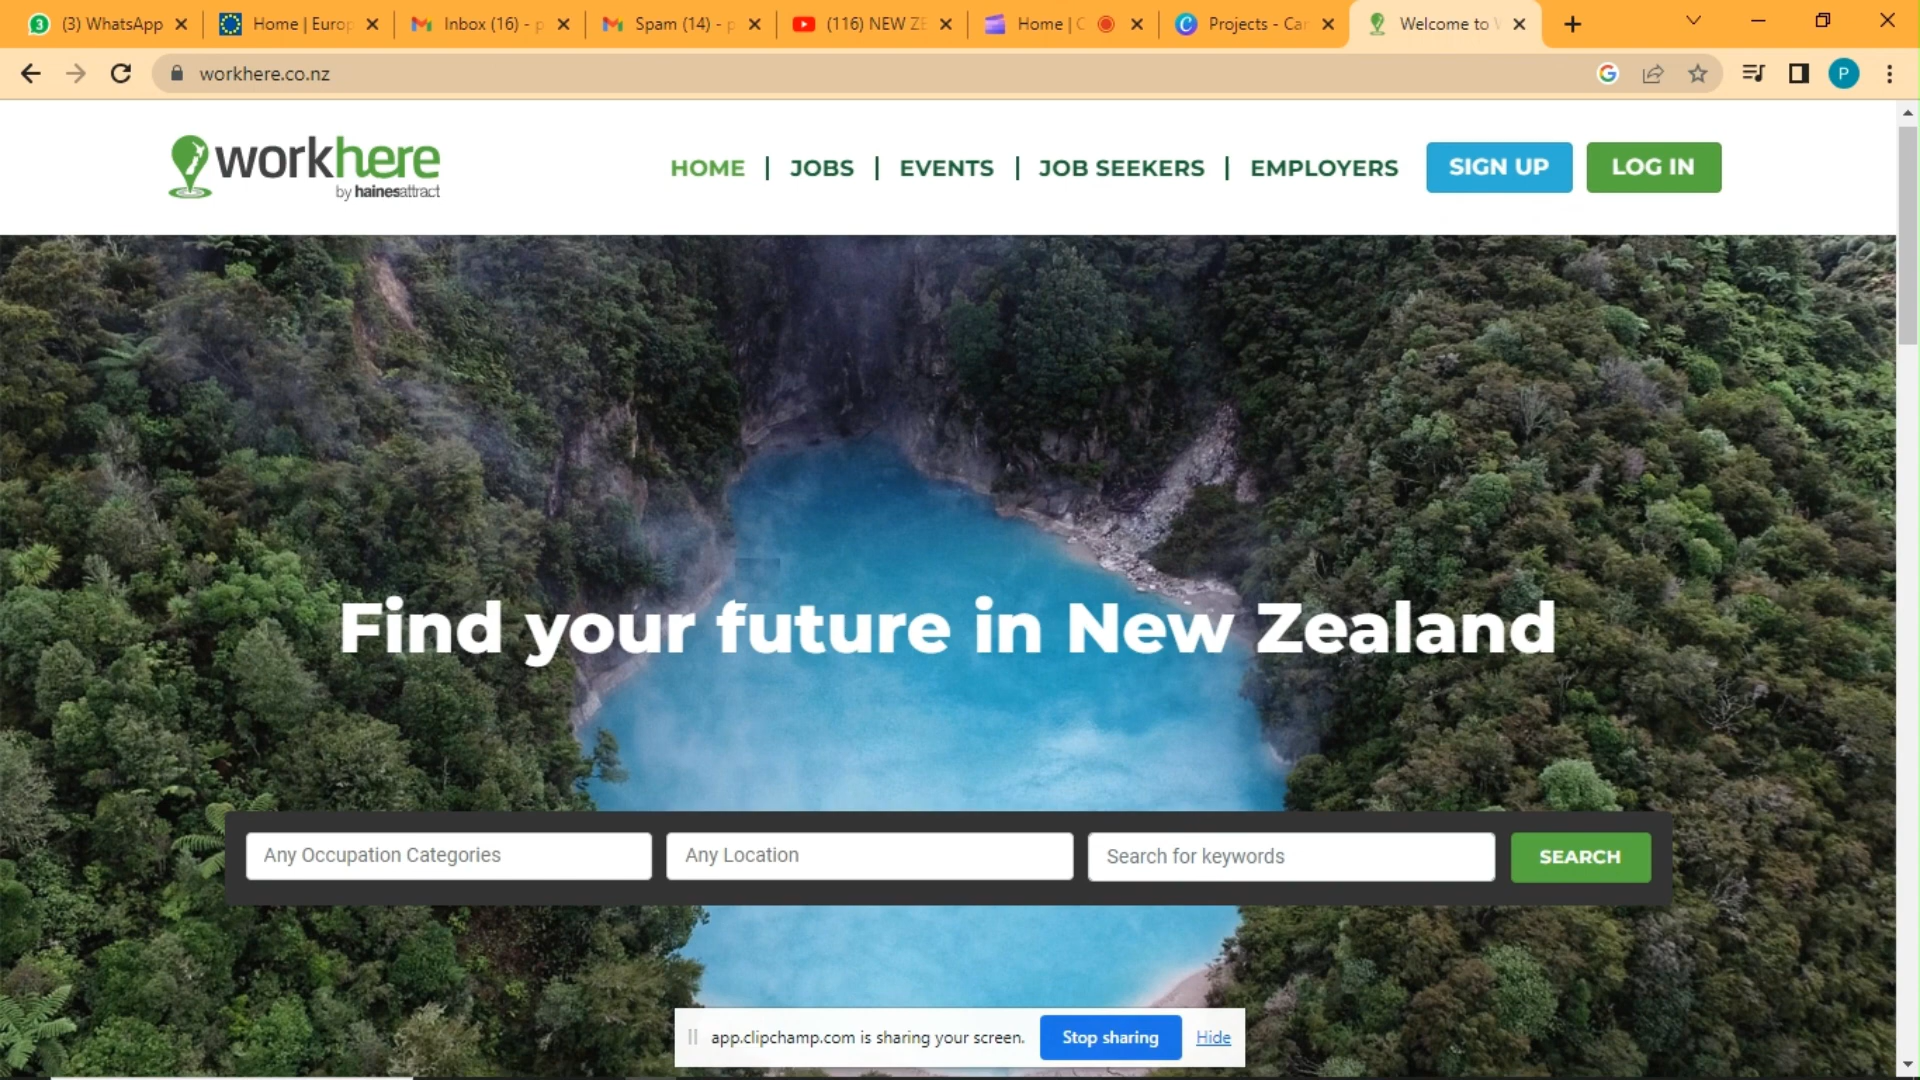 3 (3) WhatsApp
Home | Europ
Inbox (16) - p
Spam (14) - p
(116) NEW ZE
Home | C
Projects - Can
Welcome to W
workhere.co.nz
P
workhere
by hainesattract
HOME | JOBS | EVENTS | JOB SEEKERS | EMPLOYERS
SIGN UP
LOG IN
Find your future in New Zealand
Any Occupation Categories
Any Location
Search for keywords
SEARCH
app.clipchamp.com is sharing your screen.
Stop sharing
Hide